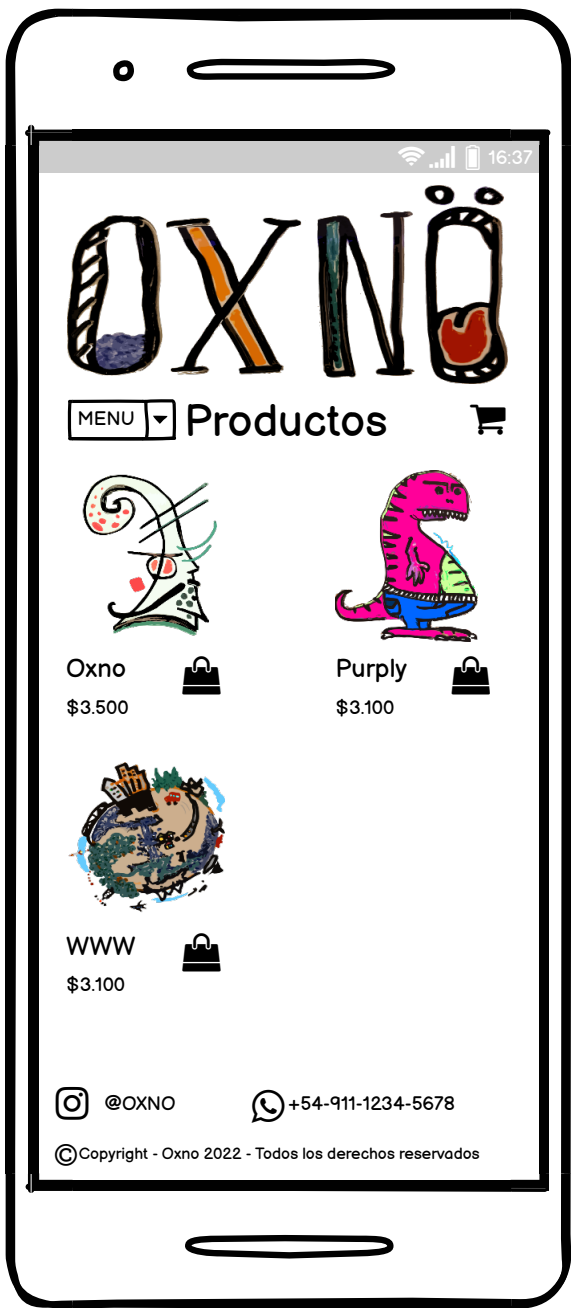 16:37
OXNÖ
MENU Productos
Oxno Purply
$3.500 $3.100
WWW
$3.100
@OXNO +54-911-1234-5678
©Copyright - Oxno 2022 - Todos los derechos reservados